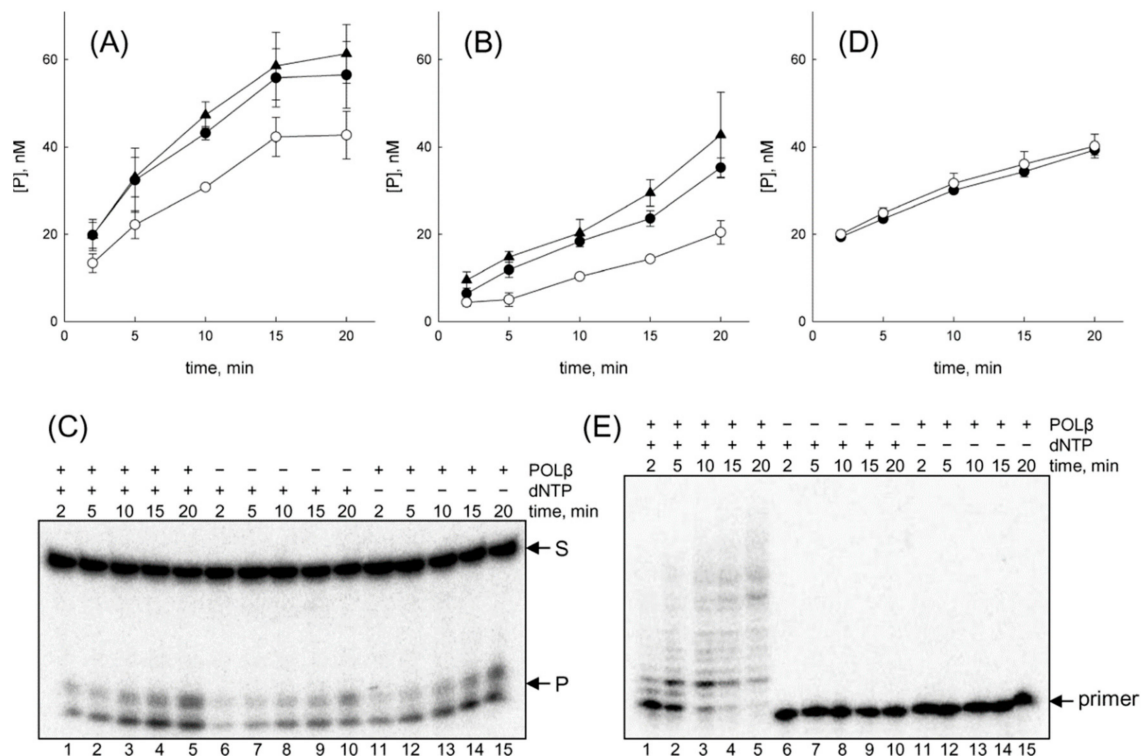 (A)
60
40
20
0
[P], nM
0 5 10 15 20
time, min
(B)
60
40
20
0
[P], nM
0 5 10 15 20
time, min
(D)
60
40
20
0
[P], nM
0 5 10 15 20
time, min
(C)
+ + + + + – – – – – + + + + + POLβ
+ + + + + + + + + + – – – – – dNTP
2 5 10 15 20 2 5 10 15 20 2 5 10 15 20 time, min
S
P
1 2 3 4 5 6 7 8 9 10 11 12 13 14 15
(E)
+ + + + + – – – – – + + + + + POLβ
+ + + + + + + + + + – – – – – dNTP
2 5 10 15 20 2 5 10 15 20 2 5 10 15 20 time, min
primer
1 2 3 4 5 6 7 8 9 10 11 12 13 14 15